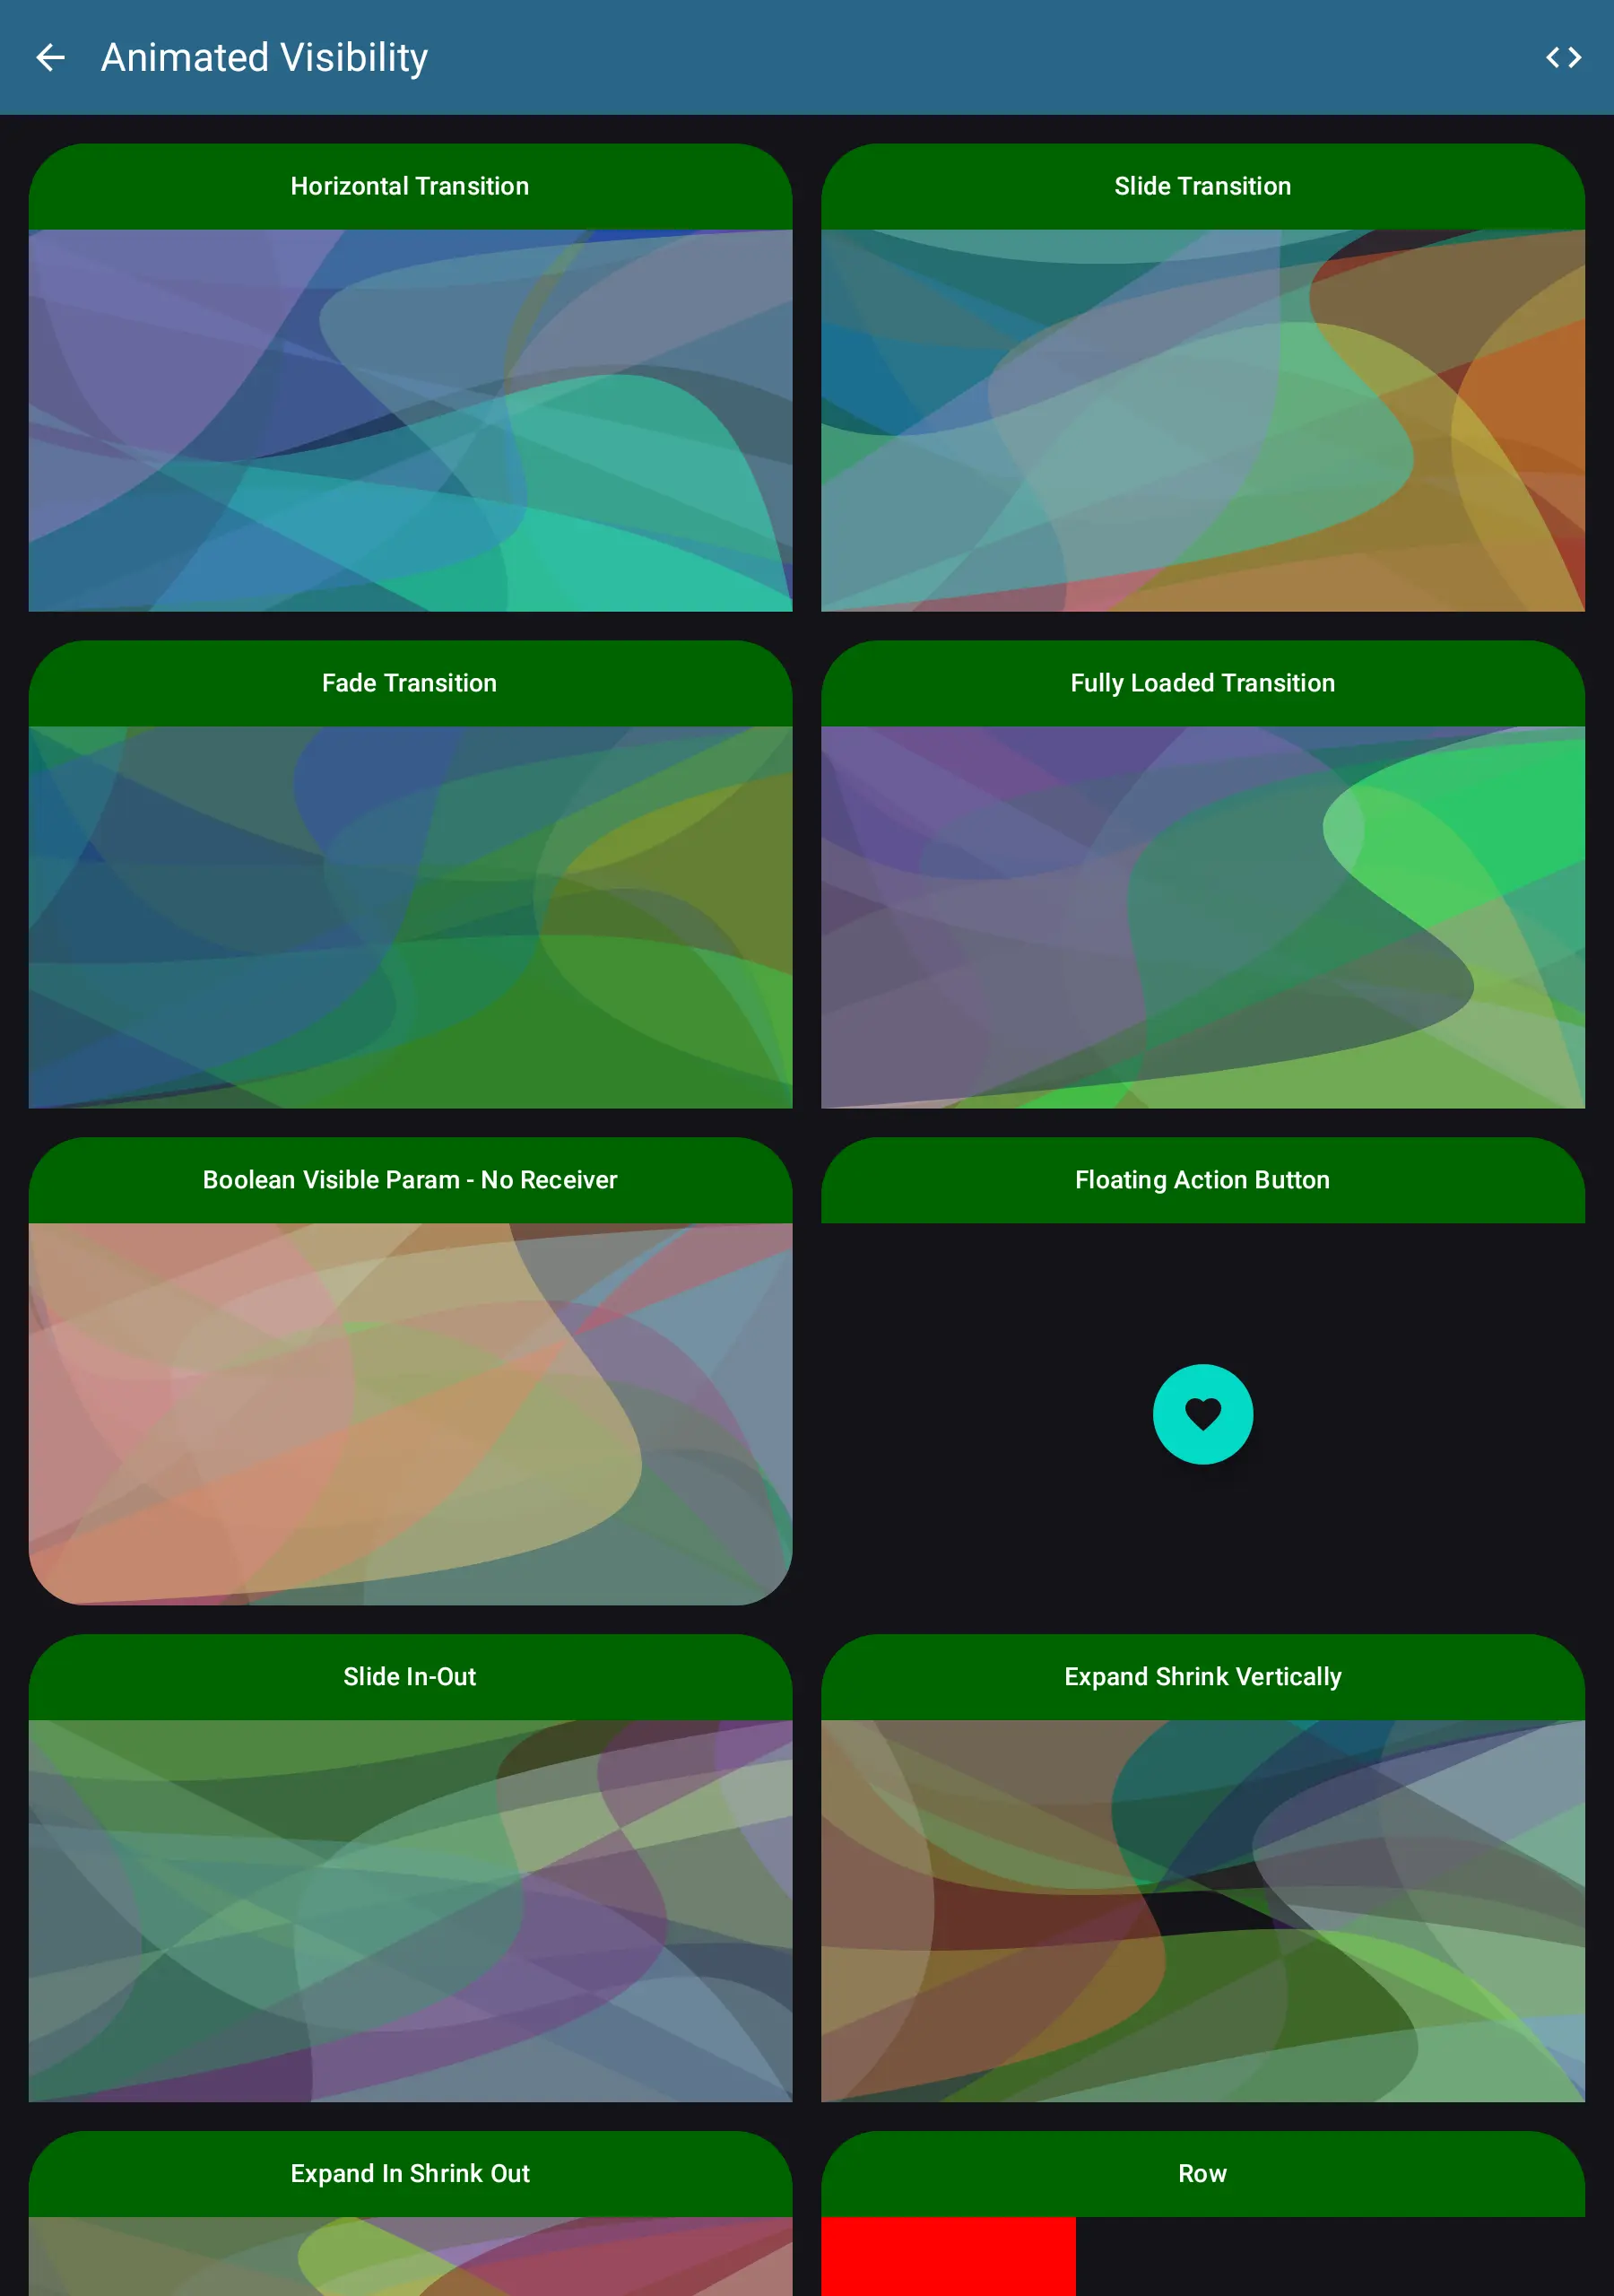 Animated Visibility
Horizontal Transition
Slide Transition
Fade Transition
Fully Loaded Transition
Boolean Visible Param - No Receiver
Floating Action Button
Slide In-Out
Expand Shrink Vertically
Expand In Shrink Out
Row